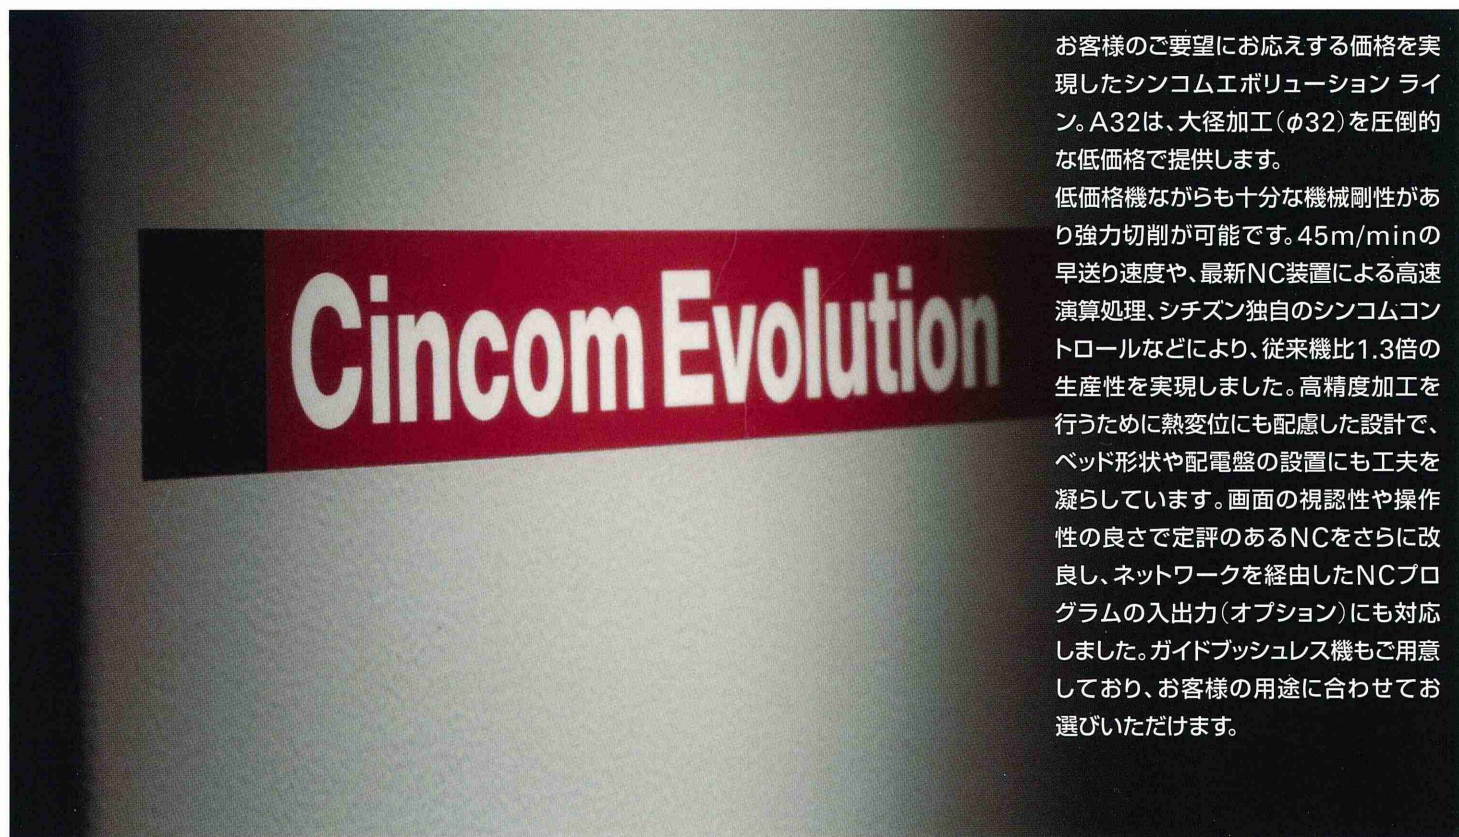 Cincom Evolution
お客様のご要望にお応えする価格を実
現したシンコムエボリューション ライ
ン。A32は、大径加工（φ32）を圧倒的
な低価格で提供します。
低価格機ながらも十分な機械剛性があ
り強力切削が可能です。45m/minの
早送り速度や、最新NC装置による高速
演算処理、シチズン独自のシンコムコン
トロールなどにより、従来機比1.3倍の
生産性を実現しました。高精度加工を
行うために熱変位にも配慮した設計で、
ベッド形状や配電盤の設置にも工夫を
凝らしています。画面の視認性や操作
性の良さで定評のあるNCをさらに改
良し、ネットワークを経由したNCプロ
グラムの入出力（オプション）にも対応
しました。ガイドブッシュレス機もご用意
しており、お客様の用途に合わせてお
選びいただけます。